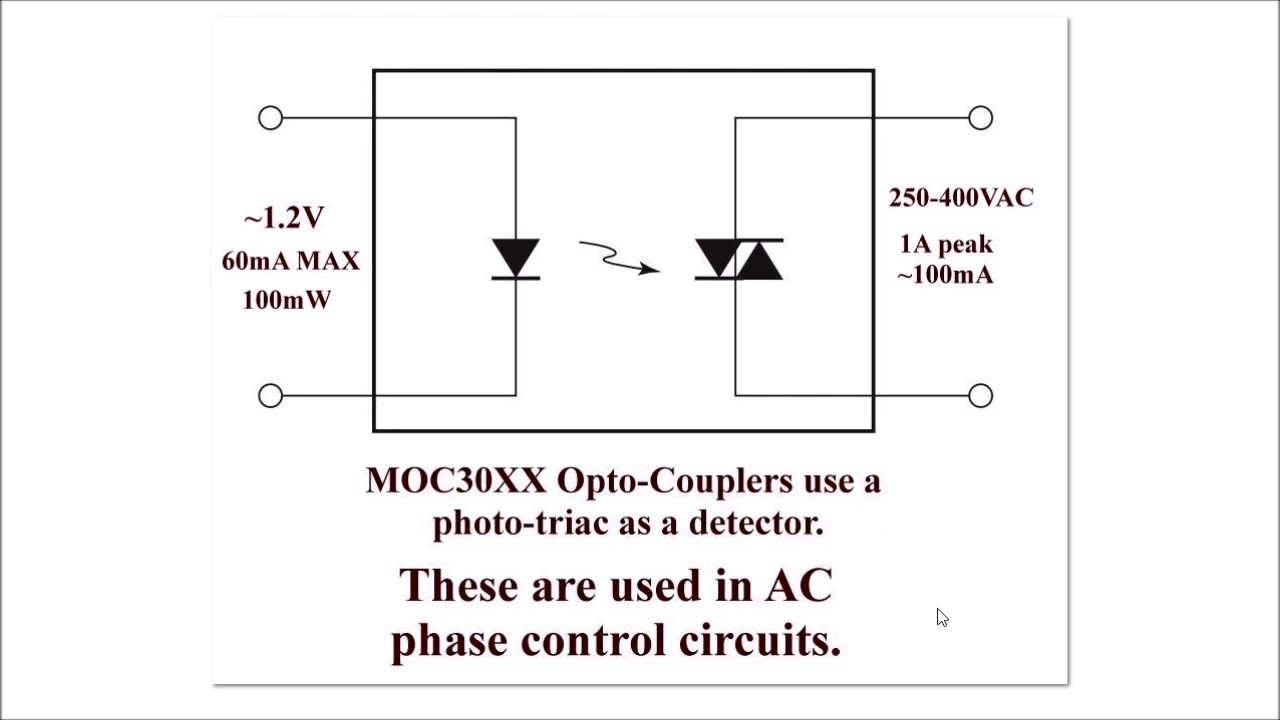 ~1.2V
60mA MAX
100mW
250-400VAC
1A peak
~100mA
MOC30XX Opto-Couplers use a
photo-triac as a detector.
These are used in AC
phase control circuits.